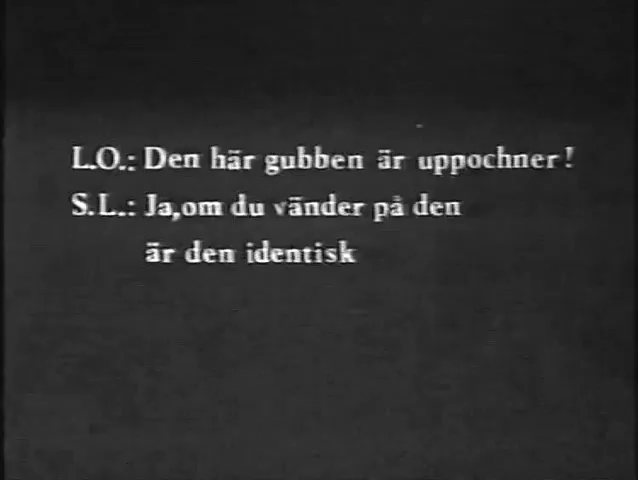 L.O.: Den här gubben är uppochner!
S.L.: Ja,om du vänder på den
är den identisk